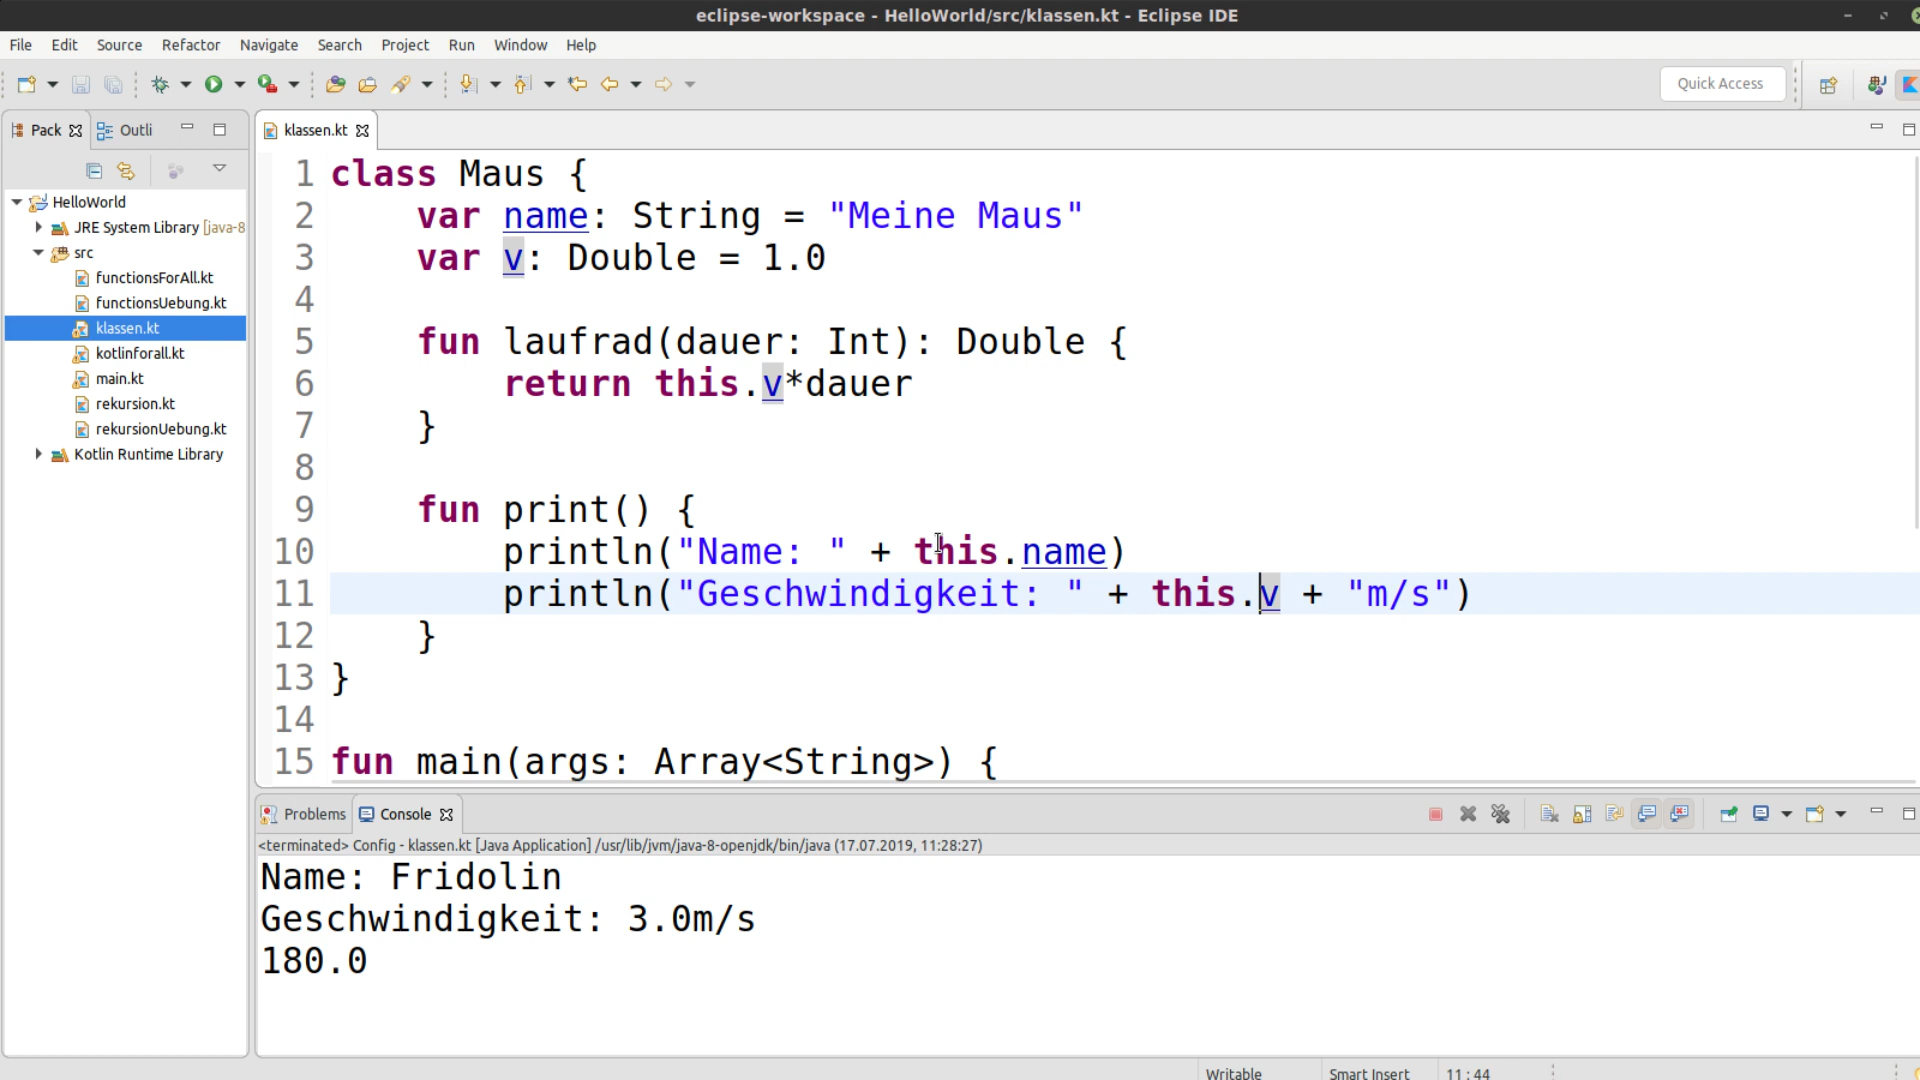 eclipse-workspace - HelloWorld/src/klassen.kt - Eclipse IDE
File Edit Source Refactor Navigate Search Project Run Window Help
Quick Access
Pack Outli
klassen.kt
HelloWorld
JRE System Library [java-8
src
functionsForAll.kt
functionsUebung.kt
klassen.kt
kotlinforall.kt
main.kt
rekursion.kt
rekursionUebung.kt
Kotlin Runtime Library
1 class Maus {
2     var name: String = "Meine Maus"
3     var v: Double = 1.0
4
5     fun laufrad(dauer: Int): Double {
6         return this.v*dauer
7     }
8
9     fun print() {
10         println("Name: " + this.name)
11         println("Geschwindigkeit: " + this.v + "m/s")
12     }
13 }
14
15 fun main(args: Array<String>) {
Problems Console
<terminated> Config - klassen.kt [Java Application] /usr/lib/jvm/java-8-openjdk/bin/java (17.07.2019, 11:28:27)
Name: Fridolin
Geschwindigkeit: 3.0m/s
180.0
Writable Smart Insert 11 : 44